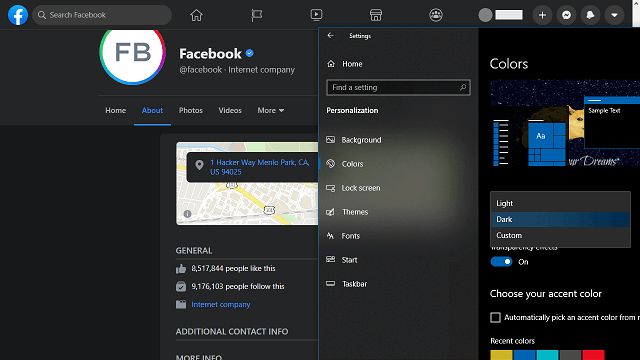 Search Facebook
FB
Facebook
@facebook · Internet company
Home
About
Photos
Videos
More
1 Hacker Way Menlo Park, CA,
US 94025
GENERAL
8,517,844 people like this
9,176,103 people follow this
Internet company
ADDITIONAL CONTACT INFO
MORE INFO
Settings
Home
Find a setting
Personalization
Background
Colors
Lock screen
Themes
Fonts
Start
Taskbar
Colors
Sample Text
Aa
Dreams"
Light
Dark
Custom
Transparency effects
On
Choose your accent color
Automatically pick an accent color from
Recent colors